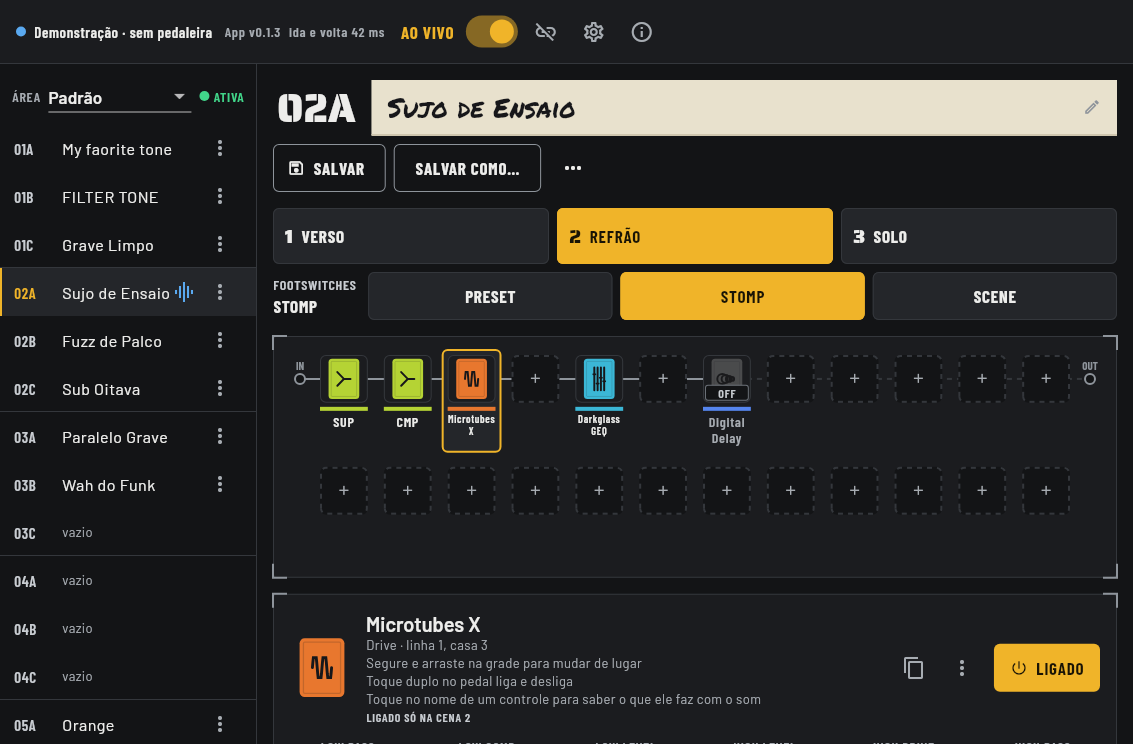 Demonstração · sem pedaleira App v0.1.3 Ida e volta 42 ms AO VIVO
ÁREA Padrão ATIVA
01A My faorite tone
01B FILTER TONE
01C Grave Limpo
02A Sujo de Ensaio
02B Fuzz de Palco
02C Sub Oitava
03A Paralelo Grave
03B Wah do Funk
03C vazio
04A vazio
04B vazio
04C vazio
05A Orange
02A Sujo de Ensaio
SALVAR SALVAR COMO... ...
1 VERSO 2 REFRÃO 3 SOLO
FOOTSWITCHES
STOMP
PRESET STOMP SCENE
IN + + OFF + + + + + OUT
SUP CMP Microtubes X Darkglass GEQ Digital Delay
+ + + + + + + + + + + +
Microtubes X
Drive · linha 1, casa 3
Segure e arraste na grade para mudar de lugar
Toque duplo no pedal liga e desliga
Toque no nome de um controle para saber o que ele faz com o som
LIGADO SÓ NA CENA 2
LIGADO